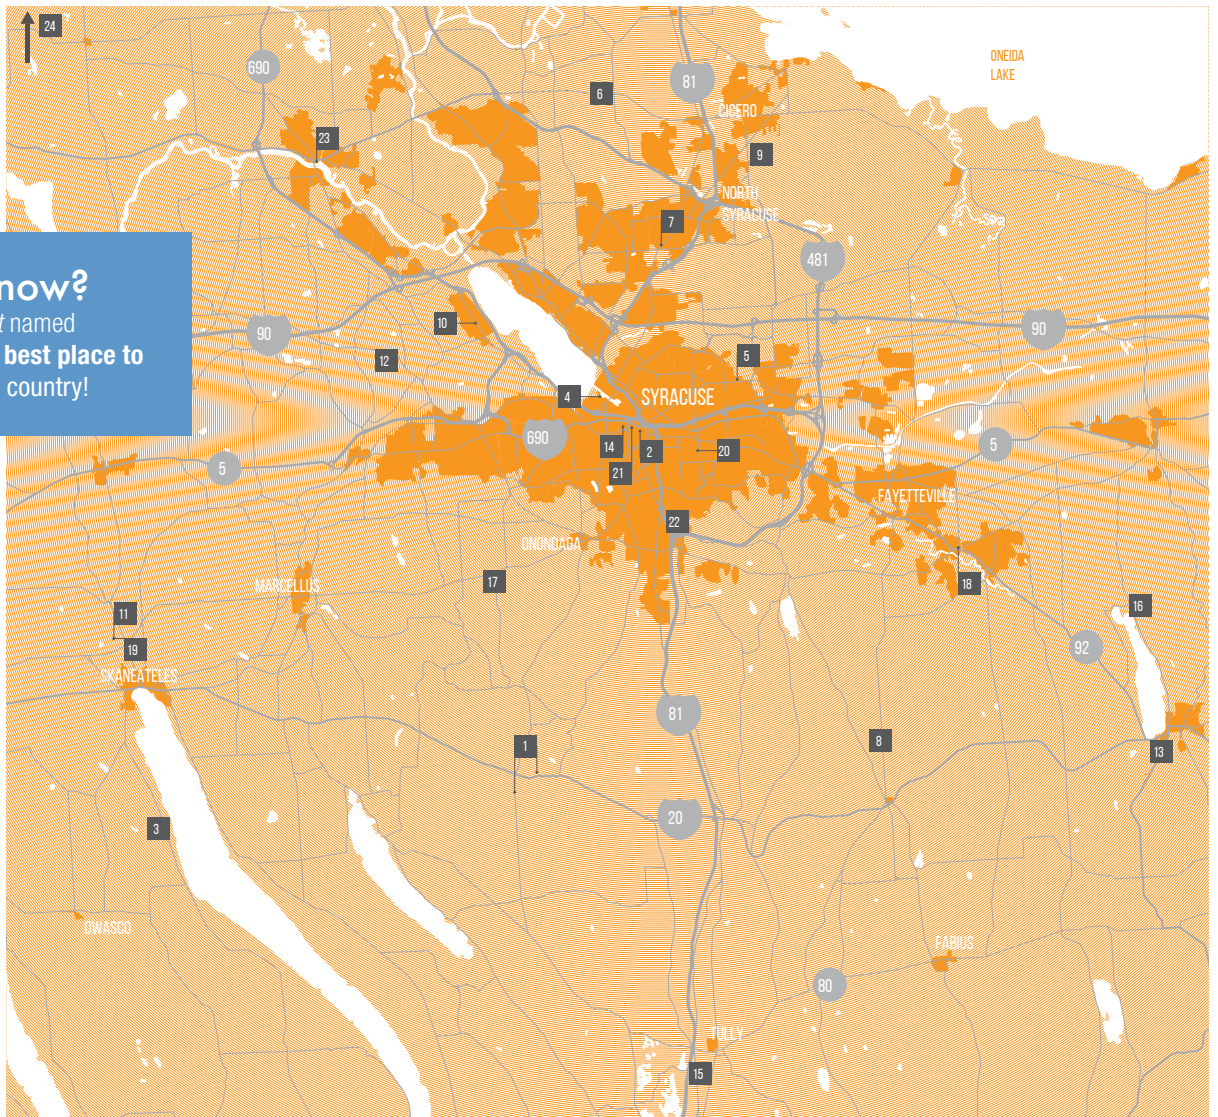 24
ONEIDA
LAKE
690
81
6
CICERO
23
9
NORTH
SYRACUSE
7
481
now?
t named
best place to
country!
10
90
90
12
5
4
SYRACUSE
690
14
2
20
5
5
21
FAYETTEVILLE
22
ONONDAGA
17
MARCELLUS
18
11
16
19
92
SKANEATELES
81
1
8
13
20
3
OWASCO
FABIUS
80
TULLY
15